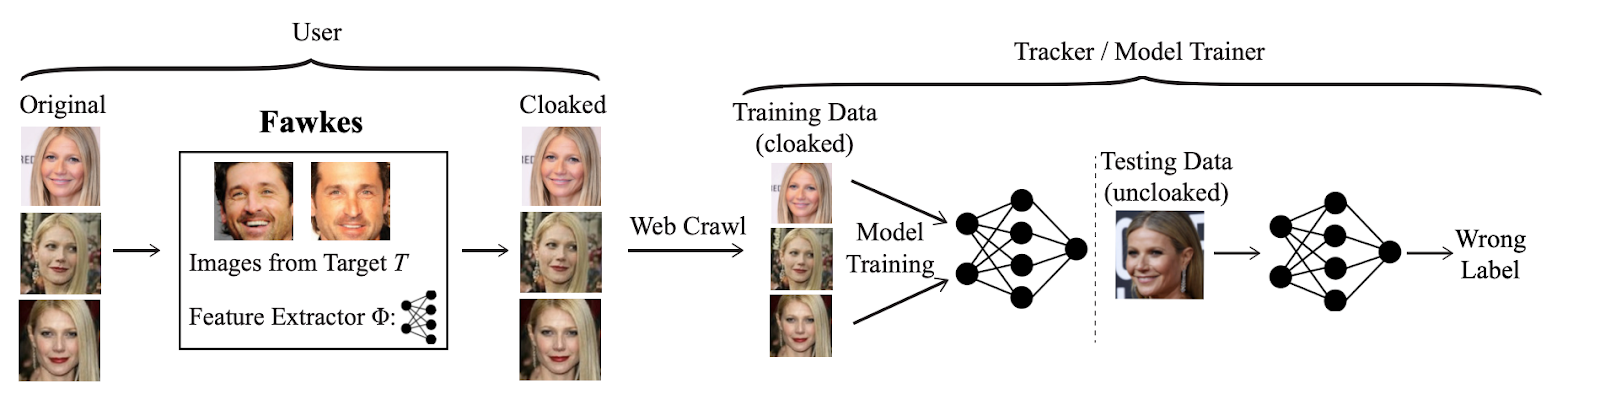 User
Original
Fawkes
Images from Target T
Feature Extractor Φ:
Cloaked
Web Crawl
Tracker / Model Trainer
Training Data
(cloaked)
Model
Training
Testing Data
(uncloaked)
Wrong
Label